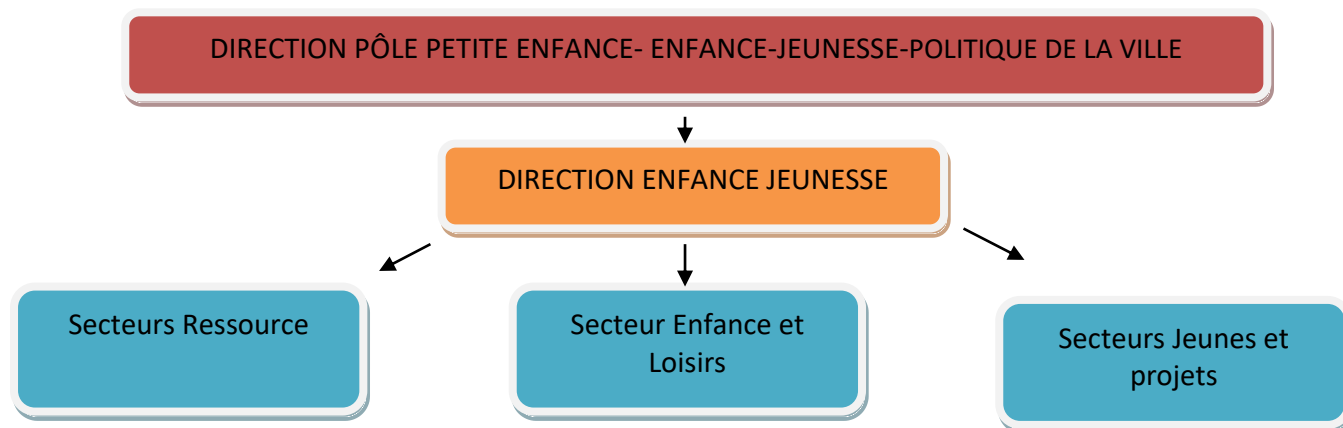 DIRECTION PÔLE PETITE ENFANCE- ENFANCE-JEUNESSE-POLITIQUE DE LA VILLE
DIRECTION ENFANCE JEUNESSE
Secteurs Ressource
Secteur Enfance et
Loisirs
Secteurs Jeunes et
projets